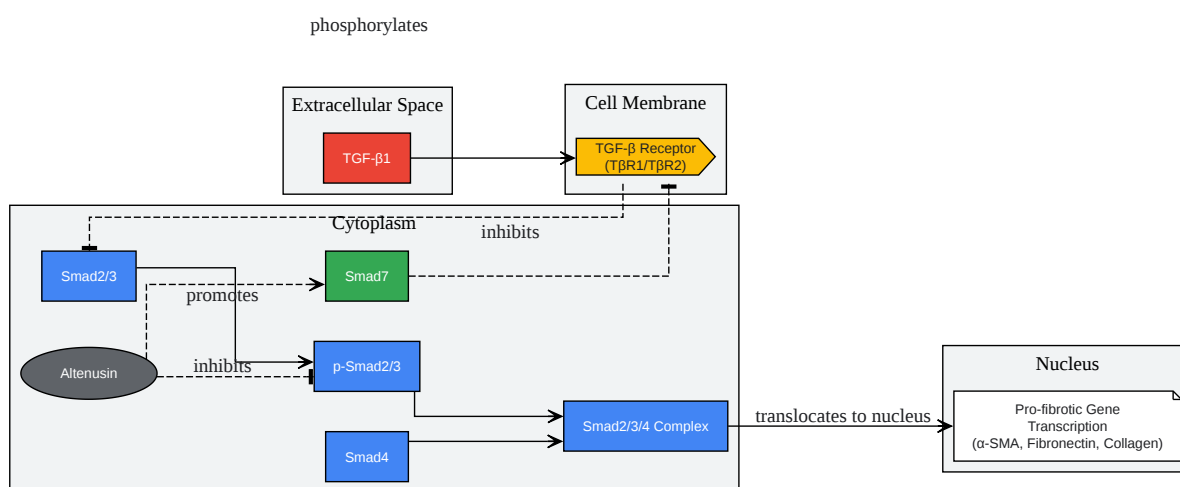 phosphorylates
Extracellular Space
Cell Membrane
TGF-β1
TGF-β Receptor
(TβR1/TβR2)
Cytoplasm
inhibits
Smad2/3
Smad7
promotes
Altenusin
inhibits
p-Smad2/3
Smad4
Smad2/3/4 Complex
translocates to nucleus
Nucleus
Pro-fibrotic Gene
Transcription
(α-SMA, Fibronectin, Collagen)